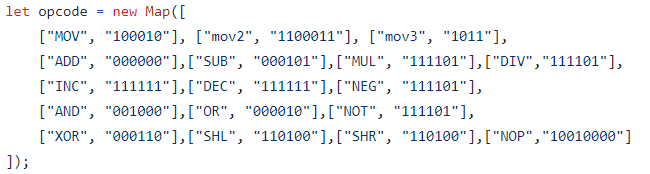 let opcode = new Map([
["MOV", "100010"], ["mov2", "1100011"], ["mov3", "1011"],
["ADD", "000000"],["SUB", "000101"],["MUL", "111101"],["DIV","111101"],
["INC", "111111"],["DEC", "111111"],["NEG", "111101"],
["AND", "001000"],["OR", "000010"],["NOT", "111101"],
["XOR", "000110"],["SHL", "110100"],["SHR", "110100"],["NOP","10010000"]
]);